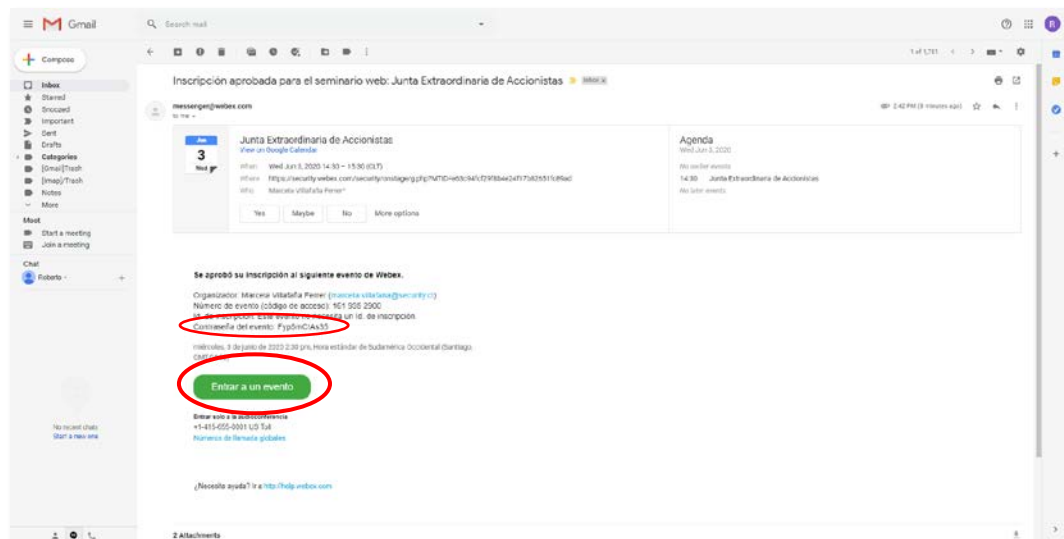 Gmail
Search mail
Compose
1 of 1,781
Inbox
Starred
Snoozed
Important
Sent
Drafts
Categories
[Gmail]Trash
[Imap]/Trash
Notes
More
Meet
Start a meeting
Join a meeting
Chat
Roberto
No recent chats
Start a new one
R
Inscripción aprobada para el seminario web: Junta Extraordinaria de Accionistas
Inbox x
messenger@webex.com
to me
2:42 PM (3 minutes ago)
Jun
3
Wed
Junta Extraordinaria de Accionistas
View on Google Calendar
When Wed Jun 3, 2020 14:30 – 15:30 (CLT)
Where
Who Marcela Villafaña Ferrer*
Yes Maybe No More options
Agenda
Wed Jun 3, 2020
No earlier events
14:30 Junta Extraordinaria de Accionistas
No later events
Se aprobó su inscripción al siguiente evento de Webex.
Organizador: Marcela Villafaña Ferrer
Número de evento (código de acceso): 161 2900
Id. de inscripción: Este evento no necesita un Id. de inscripción
Contraseña del evento:
miércoles, 3 de junio de 2020 2:30 pm, Hora estándar de Sudamérica Occidental (Santiago,
Entrar a un evento
Entrar solo a la audioconferencia
+1-415-655-0001 US Toll
Números de llamada globales
¿Necesita ayuda? Ir a http://help.webex.com
2 Attachments